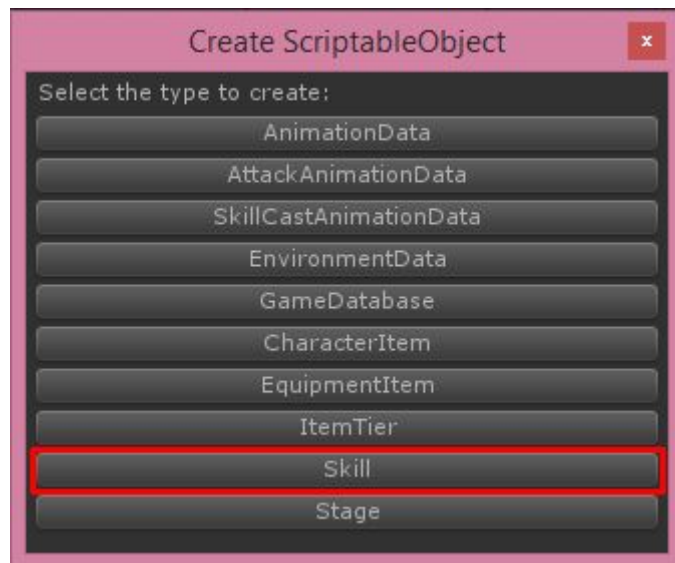 Create ScriptableObject
x
Select the type to create:
AnimationData
AttackAnimationData
SkillCastAnimationData
EnvironmentData
GameDatabase
CharacterItem
EquipmentItem
ItemTier
Skill
Stage